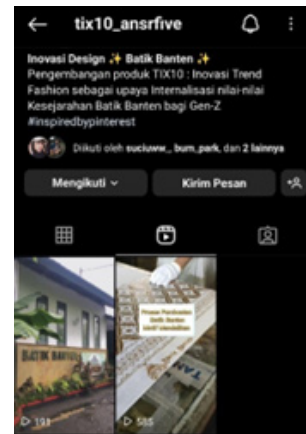 tix10_ansrfive
Inovasi Design ✨ Batik Banten ✨
Pengembangan produk TIX10 : Inovasi Trend
Fashion sebagai upaya Internalisasi nilai-nilai
Kesejarahan Batik Banten bagi Gen-Z
#inspiredbypinterest
Diikuti oleh suciuww_, bum_park, dan 2 lainnya
Mengikuti
Kirim Pesan
BATIK BANTEN
Proses Pembuatan
Batik Banten
191
585